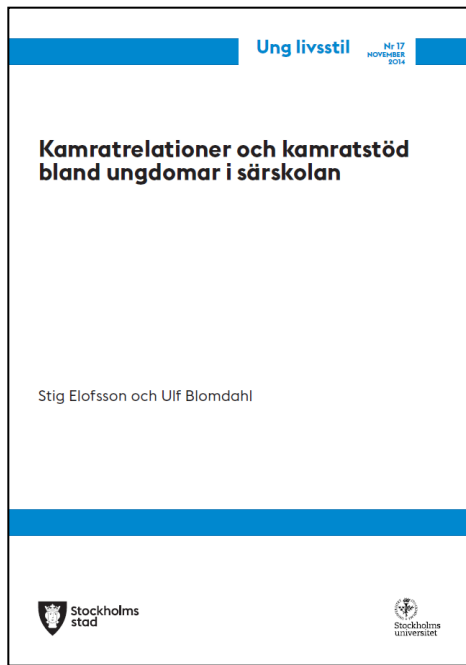 Ung livsstil
Nr 17
NOVEMBER
2014
Kamratrelationer och kamratstöd
bland ungdomar i särskolan
Stig Elofsson och Ulf Blomdahl
Stockholms
stad
Stockholms
universitet